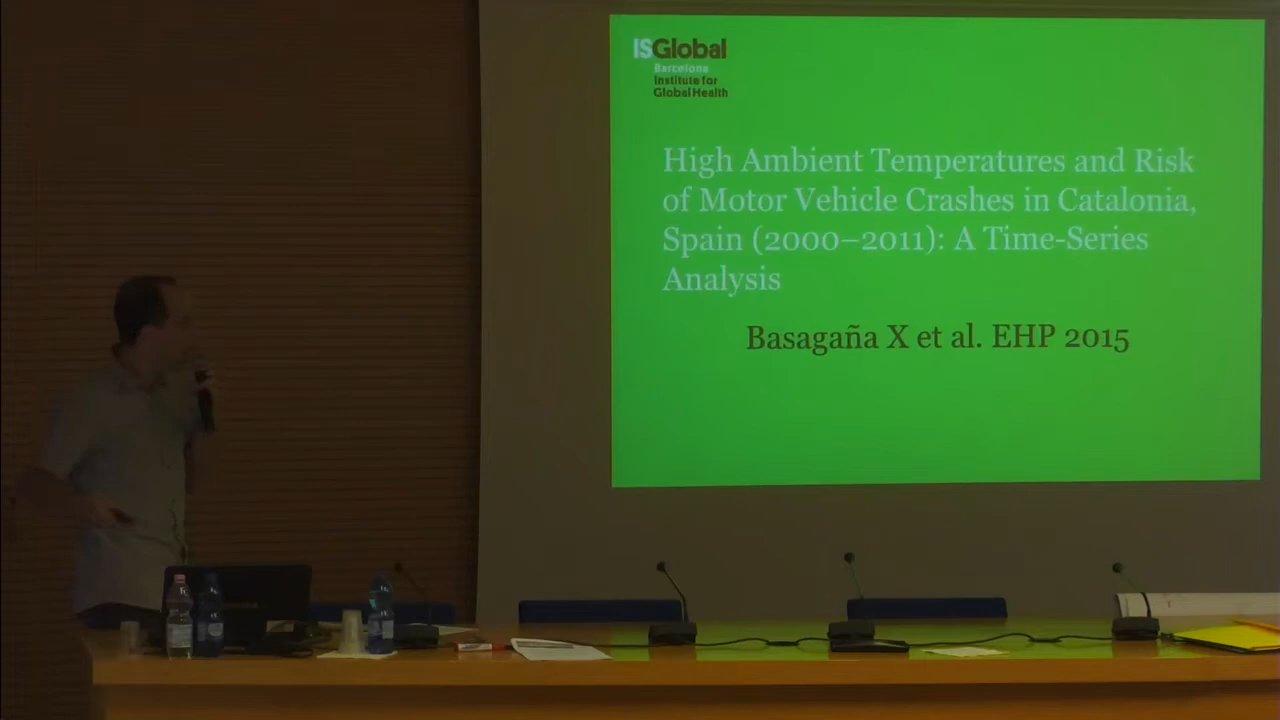 ISGlobal
Barcelona
Institute for
Global Health
High Ambient Temperatures and Risk
of Motor Vehicle Crashes in Catalonia,
Spain (2000–2011): A Time-Series
Analysis
Basagaña X et al. EHP 2015